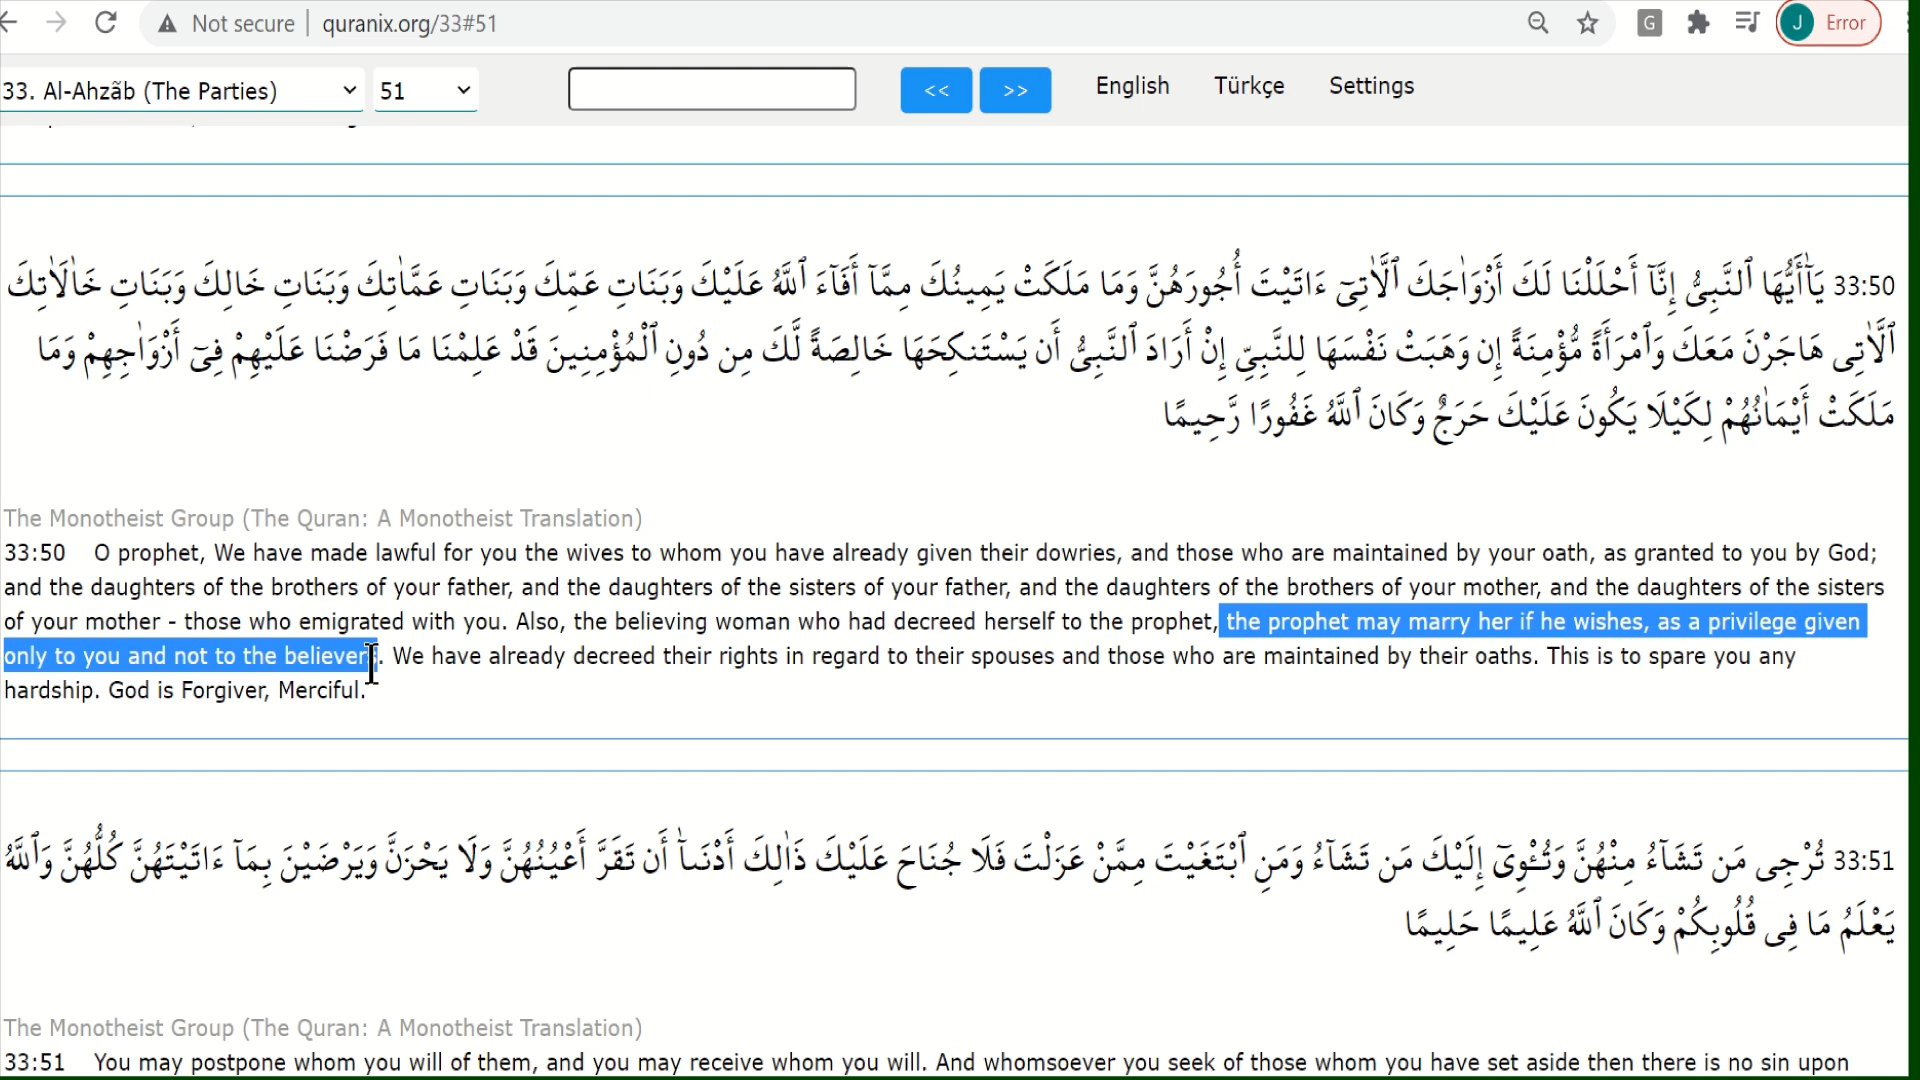 Not secure quranix.org/33#51 G J Error
33. Al-Ahzãb (The Parties) 51 << >> English Türkçe Settings
33:50 يَٰٓأَيُّهَا ٱلنَّبِىُّ إِنَّآ أَحْلَلْنَا لَكَ أَزْوَٰجَكَ ٱلَّٰتِىٓ ءَاتَيْتَ أُجُورَهُنَّ وَمَا مَلَكَتْ يَمِينُكَ مِمَّآ أَفَآءَ ٱللَّهُ عَلَيْكَ وَبَنَاتِ عَمِّكَ وَبَنَاتِ عَمَّٰتِكَ وَبَنَاتِ خَالِكَ وَبَنَاتِ خَٰلَٰتِكَ
ٱلَّٰتِى هَاجَرْنَ مَعَكَ وَٱمْرَأَةً مُّؤْمِنَةً إِن وَهَبَتْ نَفْسَهَا لِلنَّبِىِّ إِنْ أَرَادَ ٱلنَّبِىُّ أَن يَسْتَنكِحَهَا خَالِصَةً لَّكَ مِن دُونِ ٱلْمُؤْمِنِينَ قَدْ عَلِمْنَا مَا فَرَضْنَا عَلَيْهِمْ فِىٓ أَزْوَٰجِهِمْ وَمَا
مَلَكَتْ أَيْمَٰنُهُمْ لِكَيْلَا يَكُونَ عَلَيْكَ حَرَجٌ وَكَانَ ٱللَّهُ غَفُورًا رَّحِيمًا
The Monotheist Group (The Quran: A Monotheist Translation)
33:50 O prophet, We have made lawful for you the wives to whom you have already given their dowries, and those who are maintained by your oath, as granted to you by God;
and the daughters of the brothers of your father, and the daughters of the sisters of your father, and the daughters of the brothers of your mother, and the daughters of the sisters
of your mother - those who emigrated with you. Also, the believing woman who had decreed herself to the prophet, the prophet may marry her if he wishes, as a privilege given
only to you and not to the believers. We have already decreed their rights in regard to their spouses and those who are maintained by their oaths. This is to spare you any
hardship. God is Forgiver, Merciful.
33:51 تُرْجِى مَن تَشَآءُ مِنْهُنَّ وَتُـْٔوِىٓ إِلَيْكَ مَن تَشَآءُ وَمَنِ ٱبْتَغَيْتَ مِمَّنْ عَزَلْتَ فَلَا جُنَاحَ عَلَيْكَ ذَٰلِكَ أَدْنَىٰٓ أَن تَقَرَّ أَعْيُنُهُنَّ وَلَا يَحْزَنَّ وَيَرْضَيْنَ بِمَآ ءَاتَيْتَهُنَّ كُلُّهُنَّ وَٱللَّهُ
يَعْلَمُ مَا فِى قُلُوبِكُمْ وَكَانَ ٱللَّهُ عَلِيمًا حَلِيمًا
The Monotheist Group (The Quran: A Monotheist Translation)
33:51 You may postpone whom you will of them, and you may receive whom you will. And whomsoever you seek of those whom you have set aside then there is no sin upon